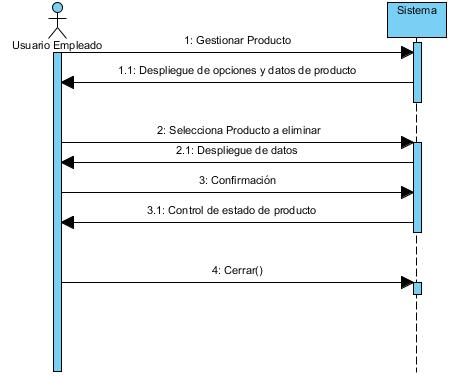 Sistema
Usuario Empleado
1: Gestionar Producto
1.1: Despliegue de opciones y datos de producto
2: Selecciona Producto a eliminar
2.1: Despliegue de datos
3: Confirmación
3.1: Control de estado de producto
4: Cerrar()